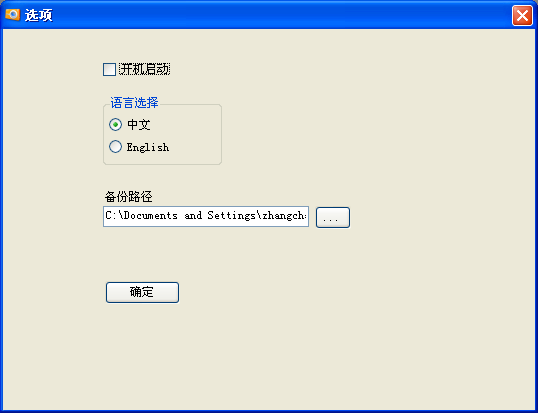 选项
开机启动
语言选择
中文
English
备份路径
C:\Documents and Settings\zhangch
...
确定